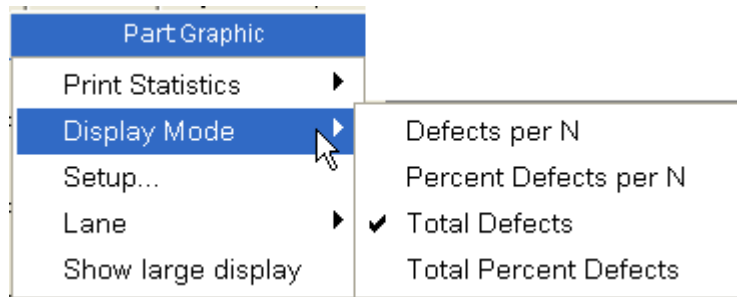 Part Graphic
Print Statistics
Display Mode
Setup...
Lane
Show large display
Defects per N
Percent Defects per N
Total Defects
Total Percent Defects